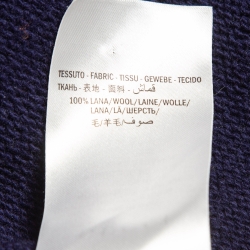 TESSUTO - FABRIC - TISSU - GEWEBE - TECIDO
ТКАНЬ - 表地 - 面料 - قماش
100% LANA/WOOL/LAINE/WOLLE/
LANA/LÃ/ШЕРСТЬ/
毛/羊毛/صوف